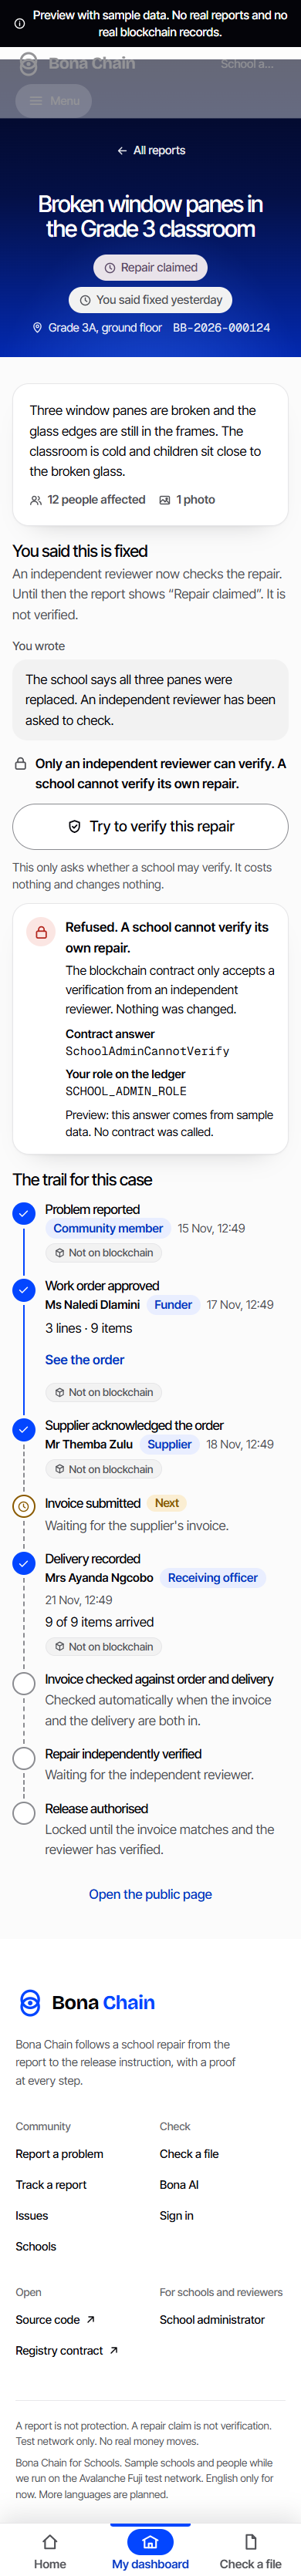 Preview with sample data. No real reports and no
real blockchain records.
Bona Chain
School a...
Menu
← All reports
Broken window panes in
the Grade 3 classroom
Repair claimed
You said fixed yesterday
Grade 3A, ground floor BB-2026-000124
Three window panes are broken and the
glass edges are still in the frames. The
classroom is cold and children sit close to
the broken glass.
12 people affected 1 photo
You said this is fixed
An independent reviewer now checks the repair.
Until then the report shows “Repair claimed”. It is
not verified.
You wrote
The school says all three panes were
replaced. An independent reviewer has been
asked to check.
Only an independent reviewer can verify. A
school cannot verify its own repair.
Try to verify this repair
This only asks whether a school may verify. It costs
nothing and changes nothing.
Refused. A school cannot verify its
own repair.
The blockchain contract only accepts a
verification from an independent
reviewer. Nothing was changed.
Contract answer
SchoolAdminCannotVerify
Your role on the ledger
SCHOOL_ADMIN_ROLE
Preview: this answer comes from sample
data. No contract was called.
The trail for this case
Problem reported
Community member 15 Nov, 12:49
Not on blockchain
Work order approved
Ms Naledi Dlamini Funder 17 Nov, 12:49
3 lines · 9 items
See the order
Not on blockchain
Supplier acknowledged the order
Mr Themba Zulu Supplier 18 Nov, 12:49
Not on blockchain
Invoice submitted Next
Waiting for the supplier's invoice.
Delivery recorded
Mrs Ayanda Ngcobo Receiving officer
21 Nov, 12:49
9 of 9 items arrived
Not on blockchain
Invoice checked against order and delivery
Checked automatically when the invoice
and the delivery are both in.
Repair independently verified
Waiting for the independent reviewer.
Release authorised
Locked until the invoice matches and the
reviewer has verified.
Open the public page
Bona Chain
Bona Chain follows a school repair from the
report to the release instruction, with a proof
at every step.
Community
Report a problem
Track a report
Issues
Schools
Check
Check a file
Bona AI
Sign in
Open
Source code ↗
Registry contract ↗
For schools and reviewers
School administrator
A report is not protection. A repair claim is not verification.
Test network only. No real money moves.
Bona Chain for Schools. Sample schools and people while
we run on the Avalanche Fuji test network. English only for
now. More languages are planned.
Home
My dashboard
Check a file